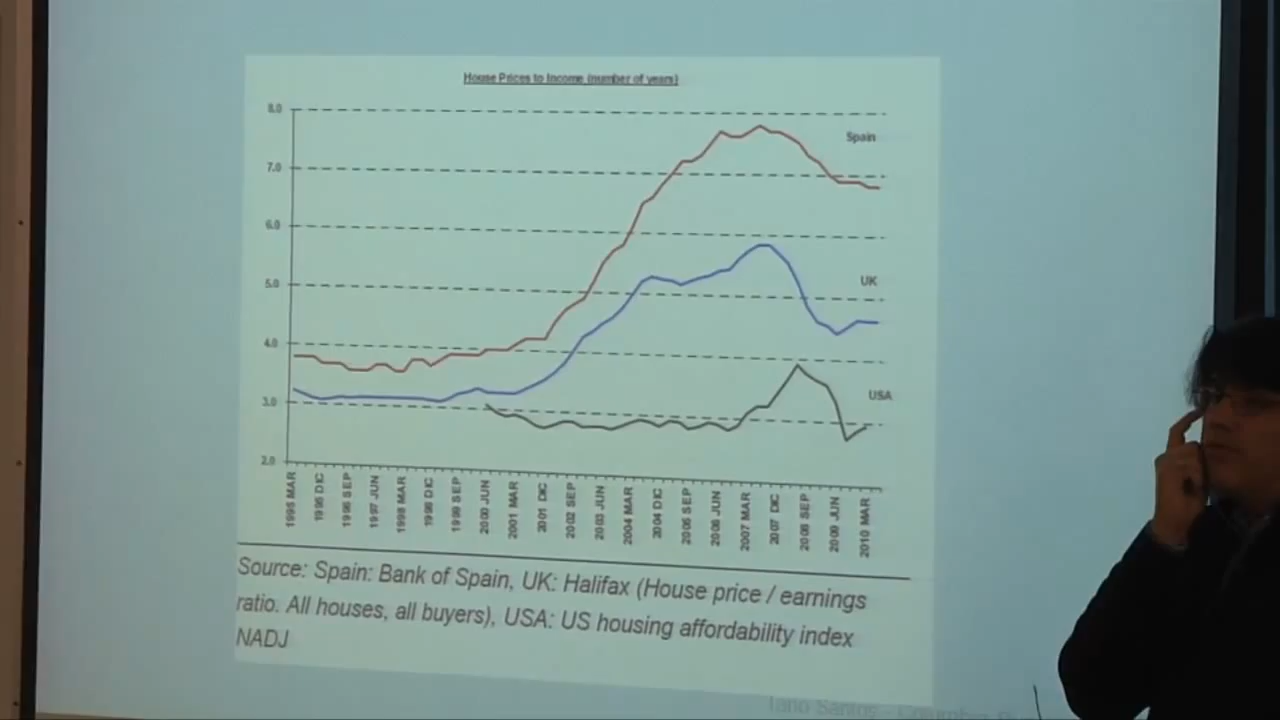 House Prices to Income (number of years)
8.0
7.0
6.0
5.0
4.0
3.0
2.0
Spain
UK
USA
1995 MAR
1995 DIC
1996 SEP
1997 JUN
1998 MAR
1998 DIC
1999 SEP
2000 JUN
2001 MAR
2001 DIC
2002 SEP
2003 JUN
2004 MAR
2004 DIC
2005 SEP
2006 JUN
2007 MAR
2007 DIC
2008 SEP
2009 JUN
2010 MAR
Source: Spain: Bank of Spain, UK: Halifax (House price / earnings
ratio. All houses, all buyers), USA: US housing affordability index
NADJ
Tano Santos - Columbia